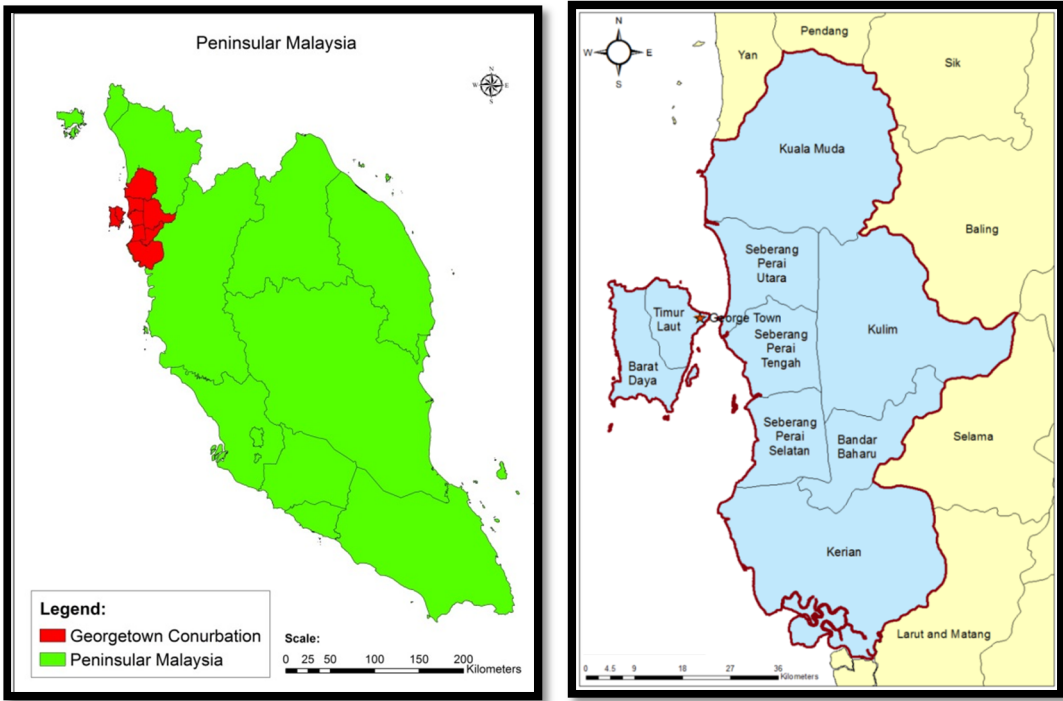 Peninsular Malaysia
N
W E
S
Legend:
Georgetown Conurbation
Peninsular Malaysia
Scale:
0 25 50 100 150 200
Kilometers
N
W E
S
Pendang
Yan
Sik
Kuala Muda
Baling
Seberang
Perai
Utara
Timur
Laut
George Town
Kulim
Seberang
Perai
Tengah
Barat
Daya
Seberang
Perai
Selatan
Bandar
Baharu
Selama
Kerian
Larut and Matang
0 4.5 9 18 27 36
Kilometers